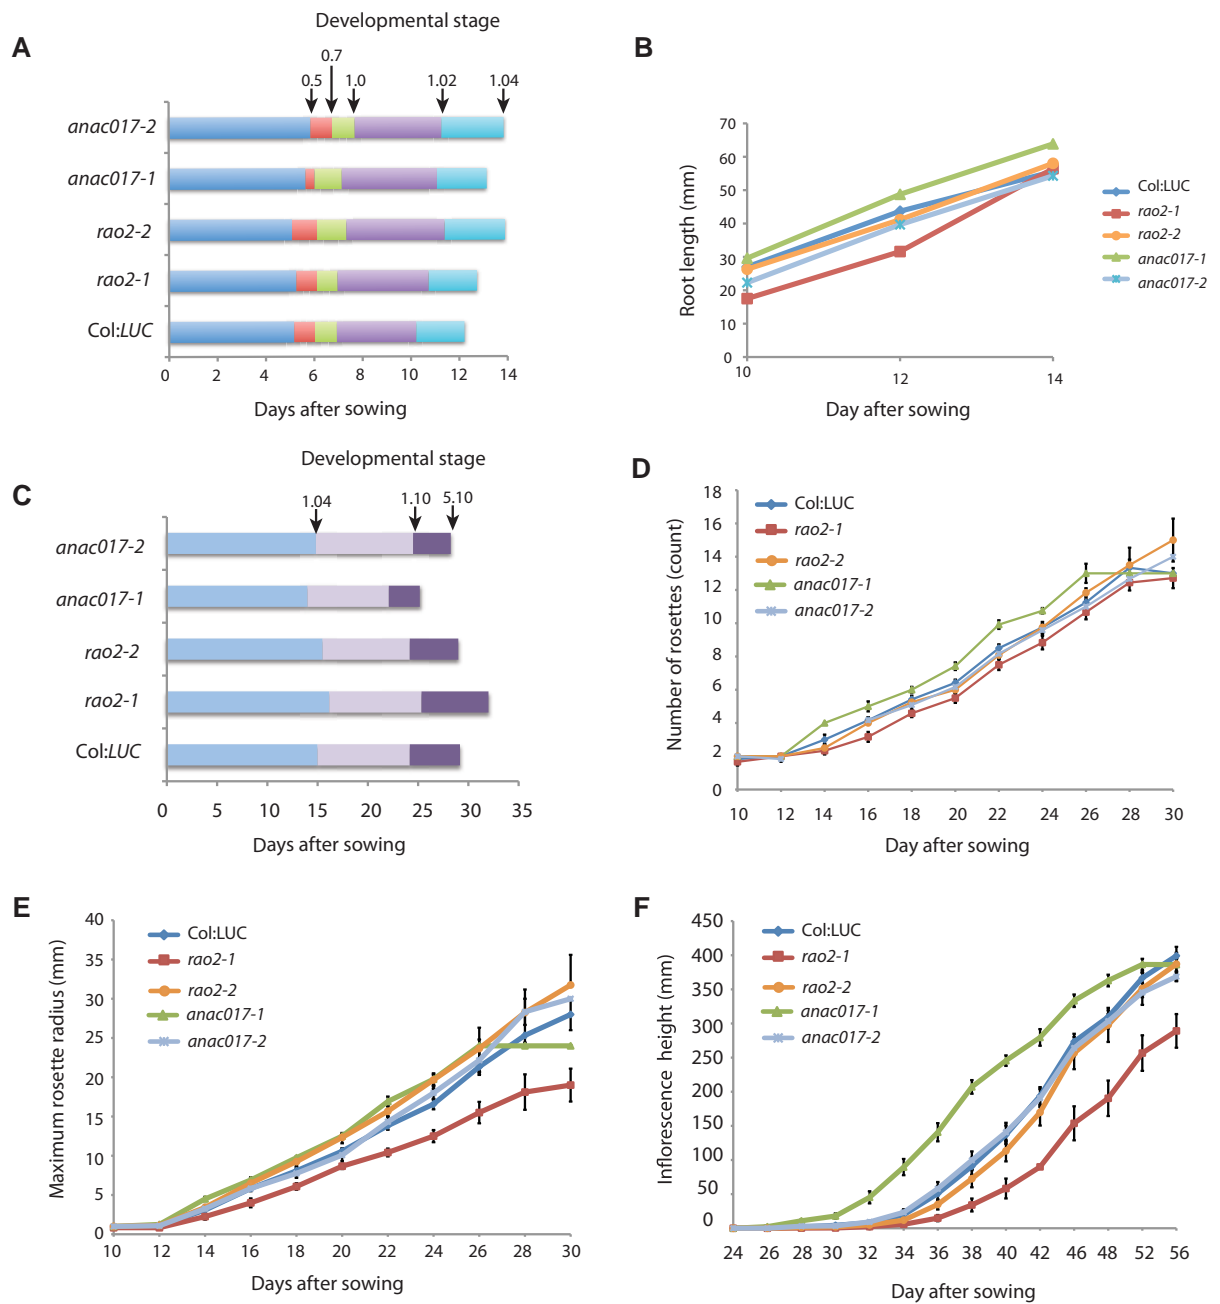 A
Developmental stage
0.5
0.7
1.0
1.02
1.04
anac017-2
anac017-1
rao2-2
rao2-1
Col:LUC
0 2 4 6 8 10 12 14
Days after sowing
B
Root length (mm)
70
60
50
40
30
20
10
0
10 12 14
Day after sowing
Col:LUC
rao2-1
rao2-2
anac017-1
anac017-2
C
Developmental stage
1.04
1.10
5.10
anac017-2
anac017-1
rao2-2
rao2-1
Col:LUC
0 5 10 15 20 25 30 35
Days after sowing
D
Number of rosettes (count)
18
16
14
12
10
8
6
4
2
0
10 12 14 16 18 20 22 24 26 28 30
Day after sowing
Col:LUC
rao2-1
rao2-2
anac017-1
anac017-2
E
Maximum rosette radius (mm)
40
35
30
25
20
15
10
5
0
10 12 14 16 18 20 22 24 26 28 30
Days after sowing
Col:LUC
rao2-1
rao2-2
anac017-1
anac017-2
F
Inflorescence height (mm)
450
400
350
300
250
150
100
50
0
24 26 28 30 32 34 36 38 40 42 46 48 52 56
Day after sowing
Col:LUC
rao2-1
rao2-2
anac017-1
anac017-2